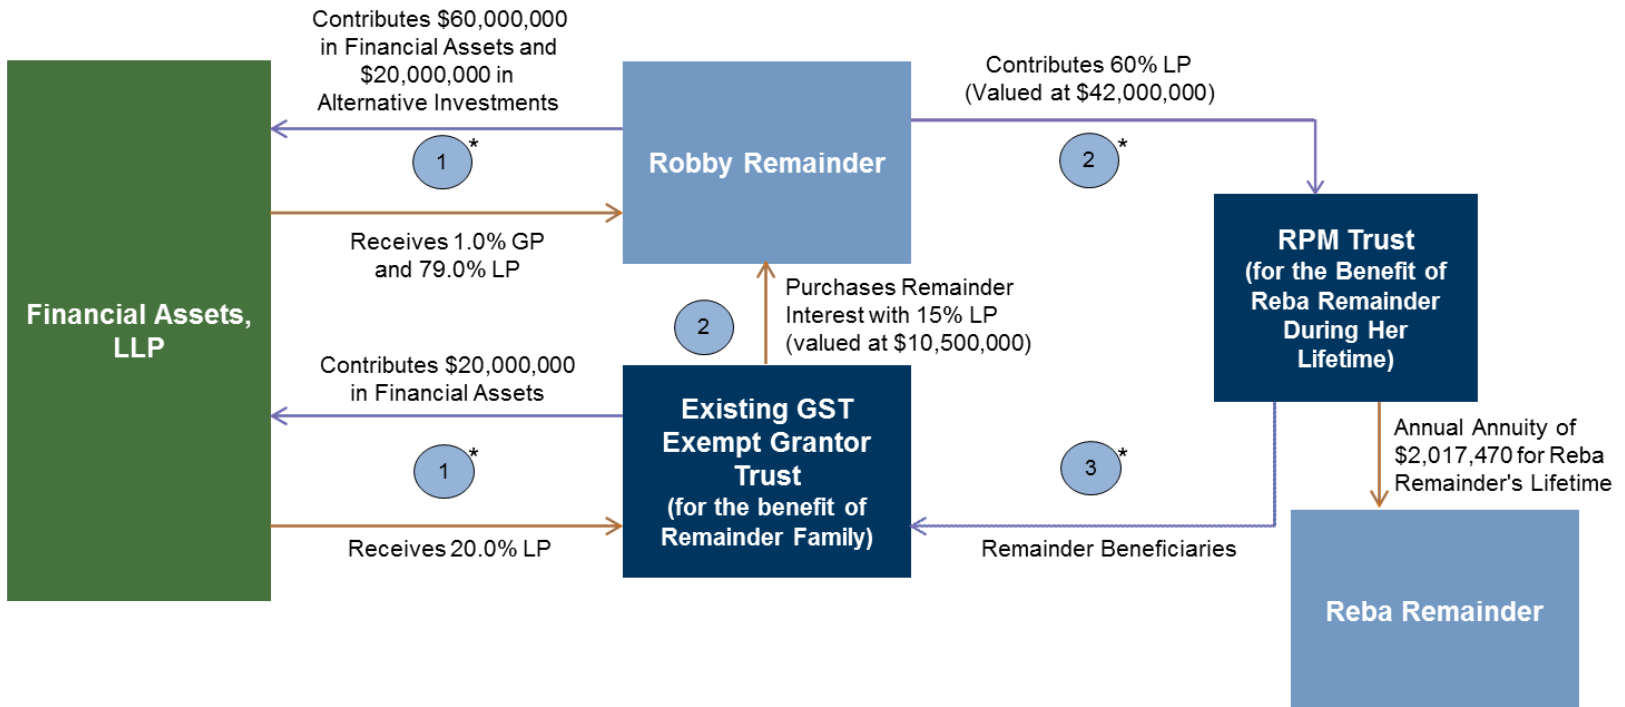 Contributes $60,000,000
in Financial Assets and
$20,000,000 in
Alternative Investments
1*
Receives 1.0% GP
and 79.0% LP
Financial Assets,
LLP
Robby Remainder
Contributes 60% LP
(Valued at $42,000,000)
2*
RPM Trust
(for the Benefit of
Reba Remainder
During Her
Lifetime)
2
Purchases Remainder
Interest with 15% LP
(valued at $10,500,000)
Contributes $20,000,000
in Financial Assets
1*
Receives 20.0% LP
Existing GST
Exempt Grantor
Trust
(for the benefit of
Remainder Family)
3*
Remainder Beneficiaries
Annual Annuity of
$2,017,470 for Reba
Remainder's Lifetime
Reba Remainder